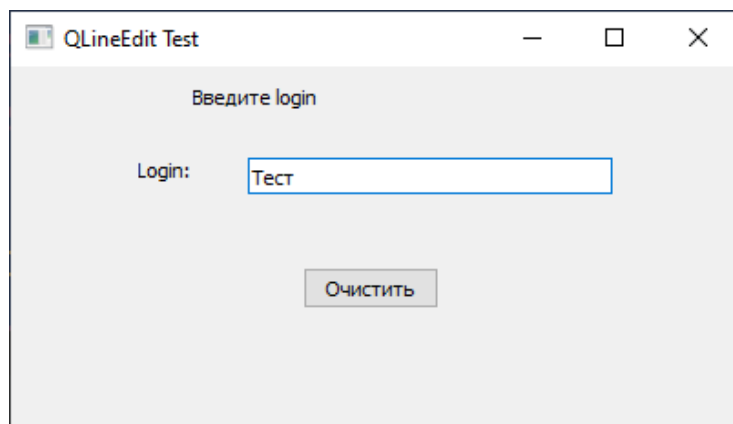 QLineEdit Test
Введите login
Login:
Тест
Очистить